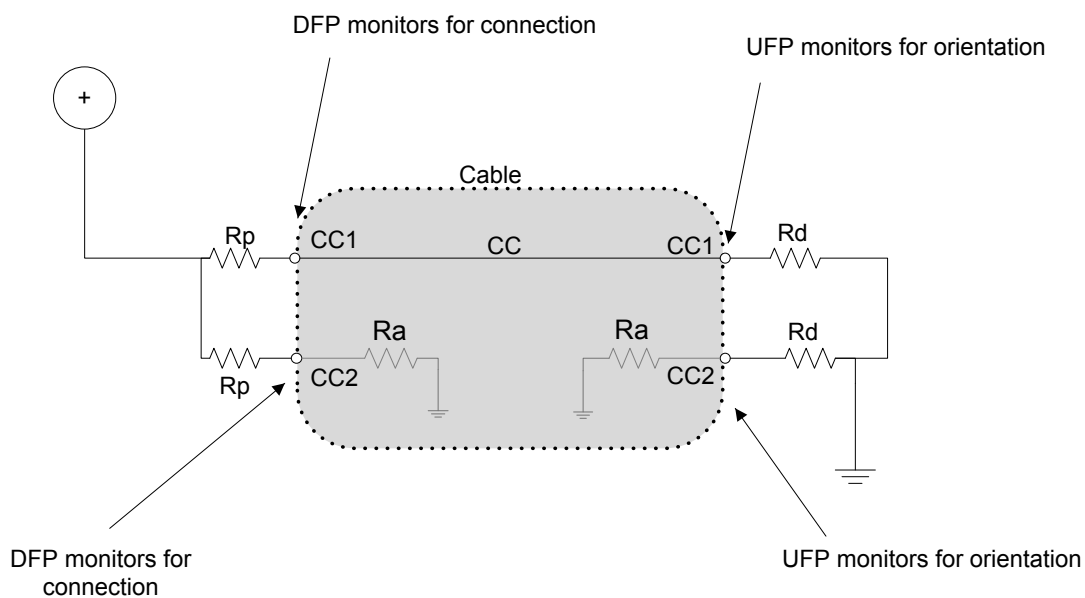 DFP monitors for connection
UFP monitors for orientation
+
Cable
Rp
CC1
CC
CC1
Rd
Ra
Ra
Rd
Rp
CC2
CC2
DFP monitors for
connection
UFP monitors for orientation